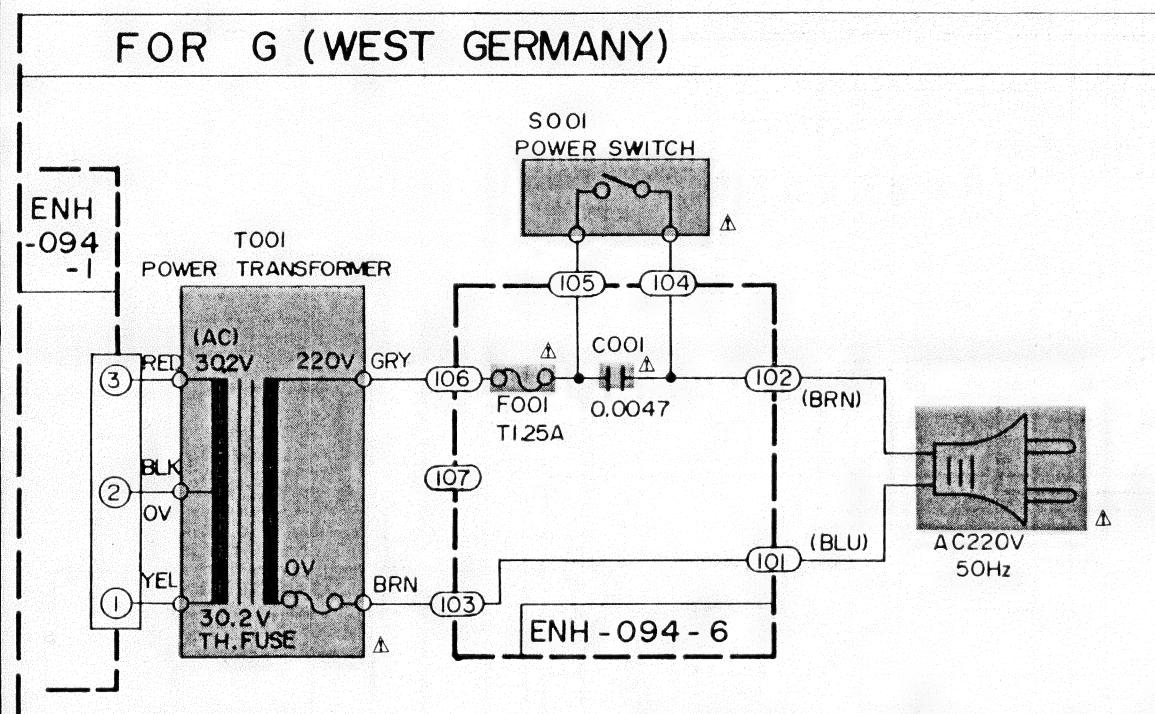 FOR G (WEST GERMANY)
S001
POWER SWITCH
ENH
-094
-1
T001
POWER TRANSFORMER
105
104
(AC)
30.2V
220V
RED
GRY
3
106
C001
102
(BRN)
F001
T1.25A
0.0047
BLK
2
0V
107
AC220V
50Hz
(BLU)
101
0V
YEL
BRN
1
103
30.2V
TH.FUSE
ENH-094-6